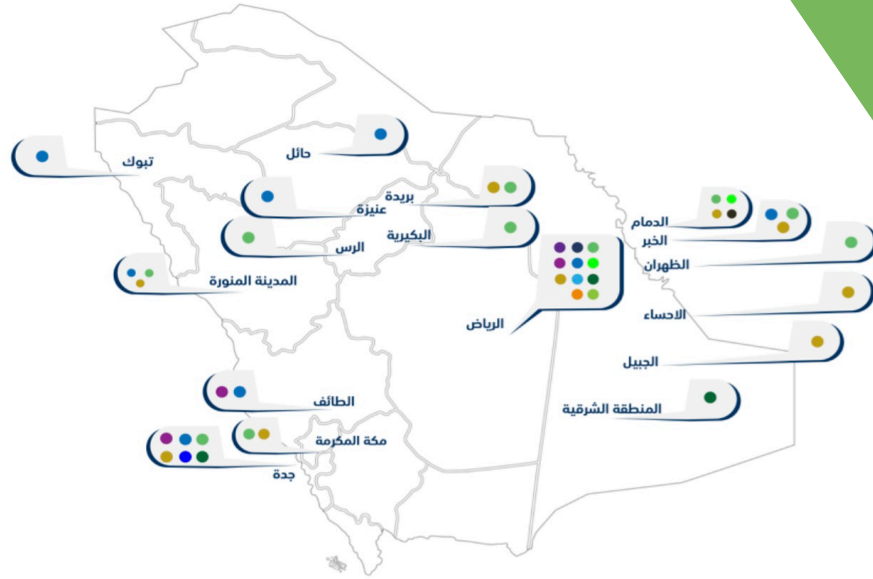 حائل
تبوك
بريدة
عنيزة
البكيرية
الرس
المدينة المنورة
الدمام
الخبر
الظهران
الاحساء
الرياض
الجبيل
المنطقة الشرقية
الطائف
مكة المكرمة
جدة